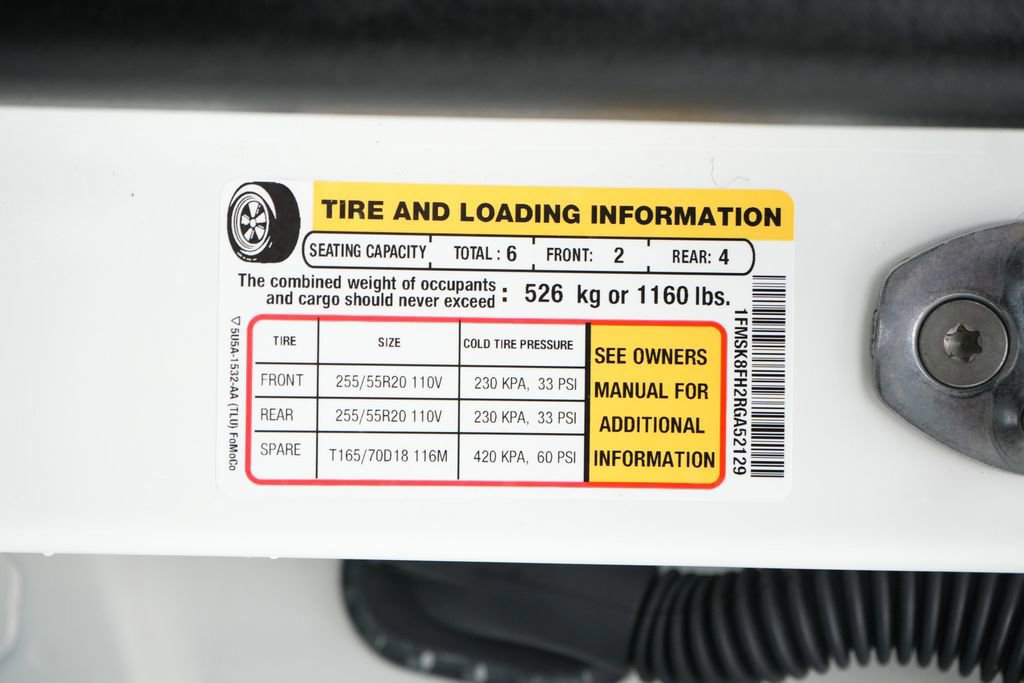 TIRE AND LOADING INFORMATION
SEATING CAPACITY TOTAL : 6 FRONT: 2 REAR: 4
The combined weight of occupants
and cargo should never exceed : 526 kg or 1160 lbs.
TIRE SIZE COLD TIRE PRESSURE
FRONT 255/55R20 110V 230 KPA, 33 PSI
REAR 255/55R20 110V 230 KPA, 33 PSI
SPARE T165/70D18 116M 420 KPA, 60 PSI
SEE OWNERS
MANUAL FOR
ADDITIONAL
INFORMATION
5U5A-1532-AA (TLU) FoMoCo
1FMSK8FH2RGA52129